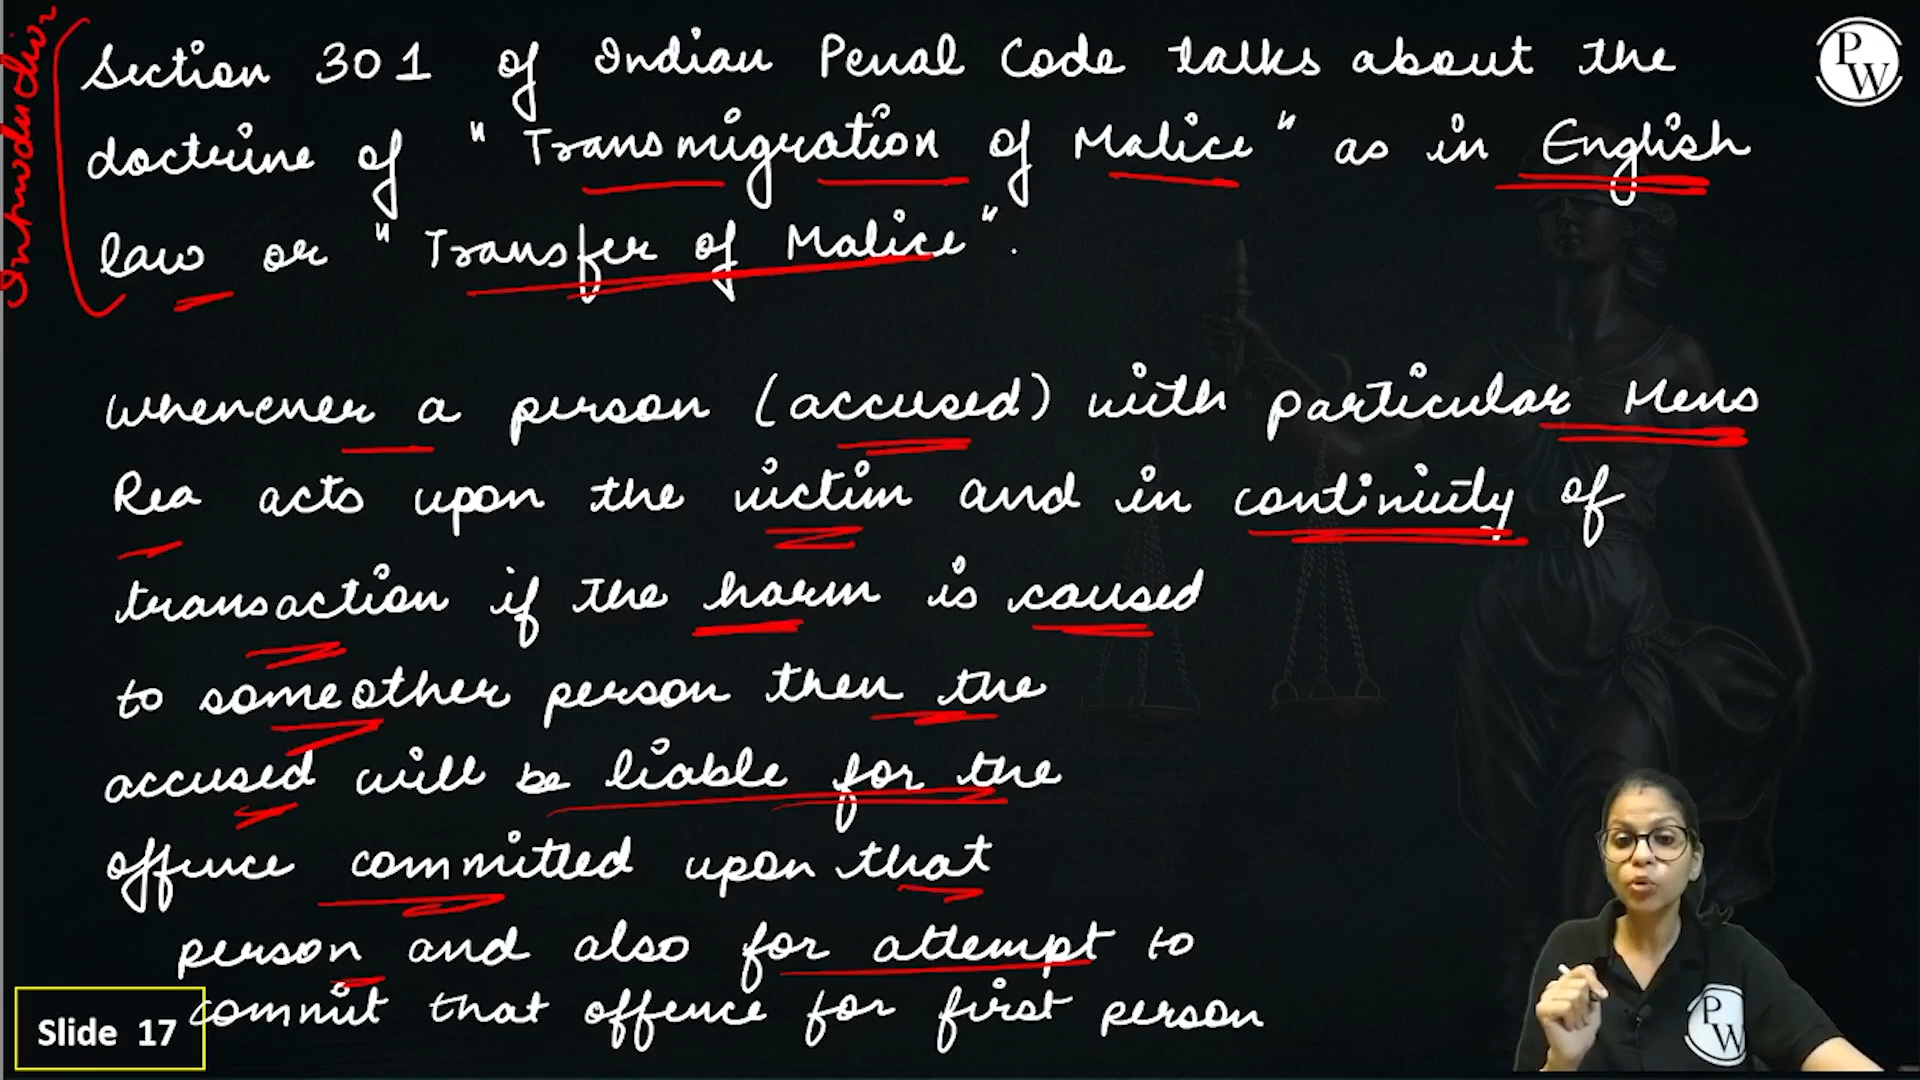 Introduction
Section 301 of Indian Penal Code talks about the
doctrine of "Transmigration of Malice" as in English
law or "Transfer of Malice".
whenever a person (accused) with particular Mens
Rea acts upon the victim and in continuity of
transaction if the harm is caused
to some other person then the
accused will be liable for the
offence committed upon that
person and also for attempt to
commit that offence for first person
Slide 17
PW
PW